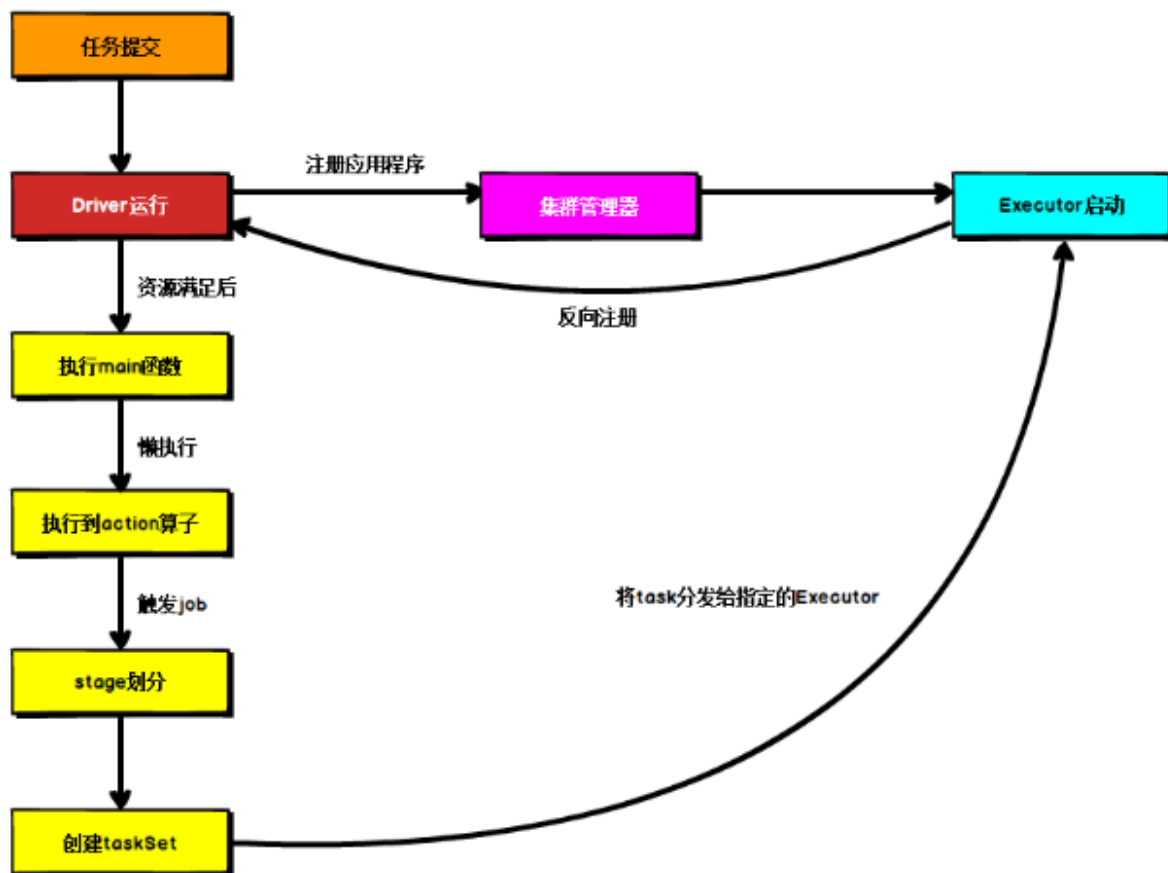 任务提交
注册应用程序
Driver运行
集群管理器
Executor启动
资源满足后
反向注册
执行main函数
懒执行
执行到action算子
触发job
将task分发给指定的Executor
stage划分
创建taskSet